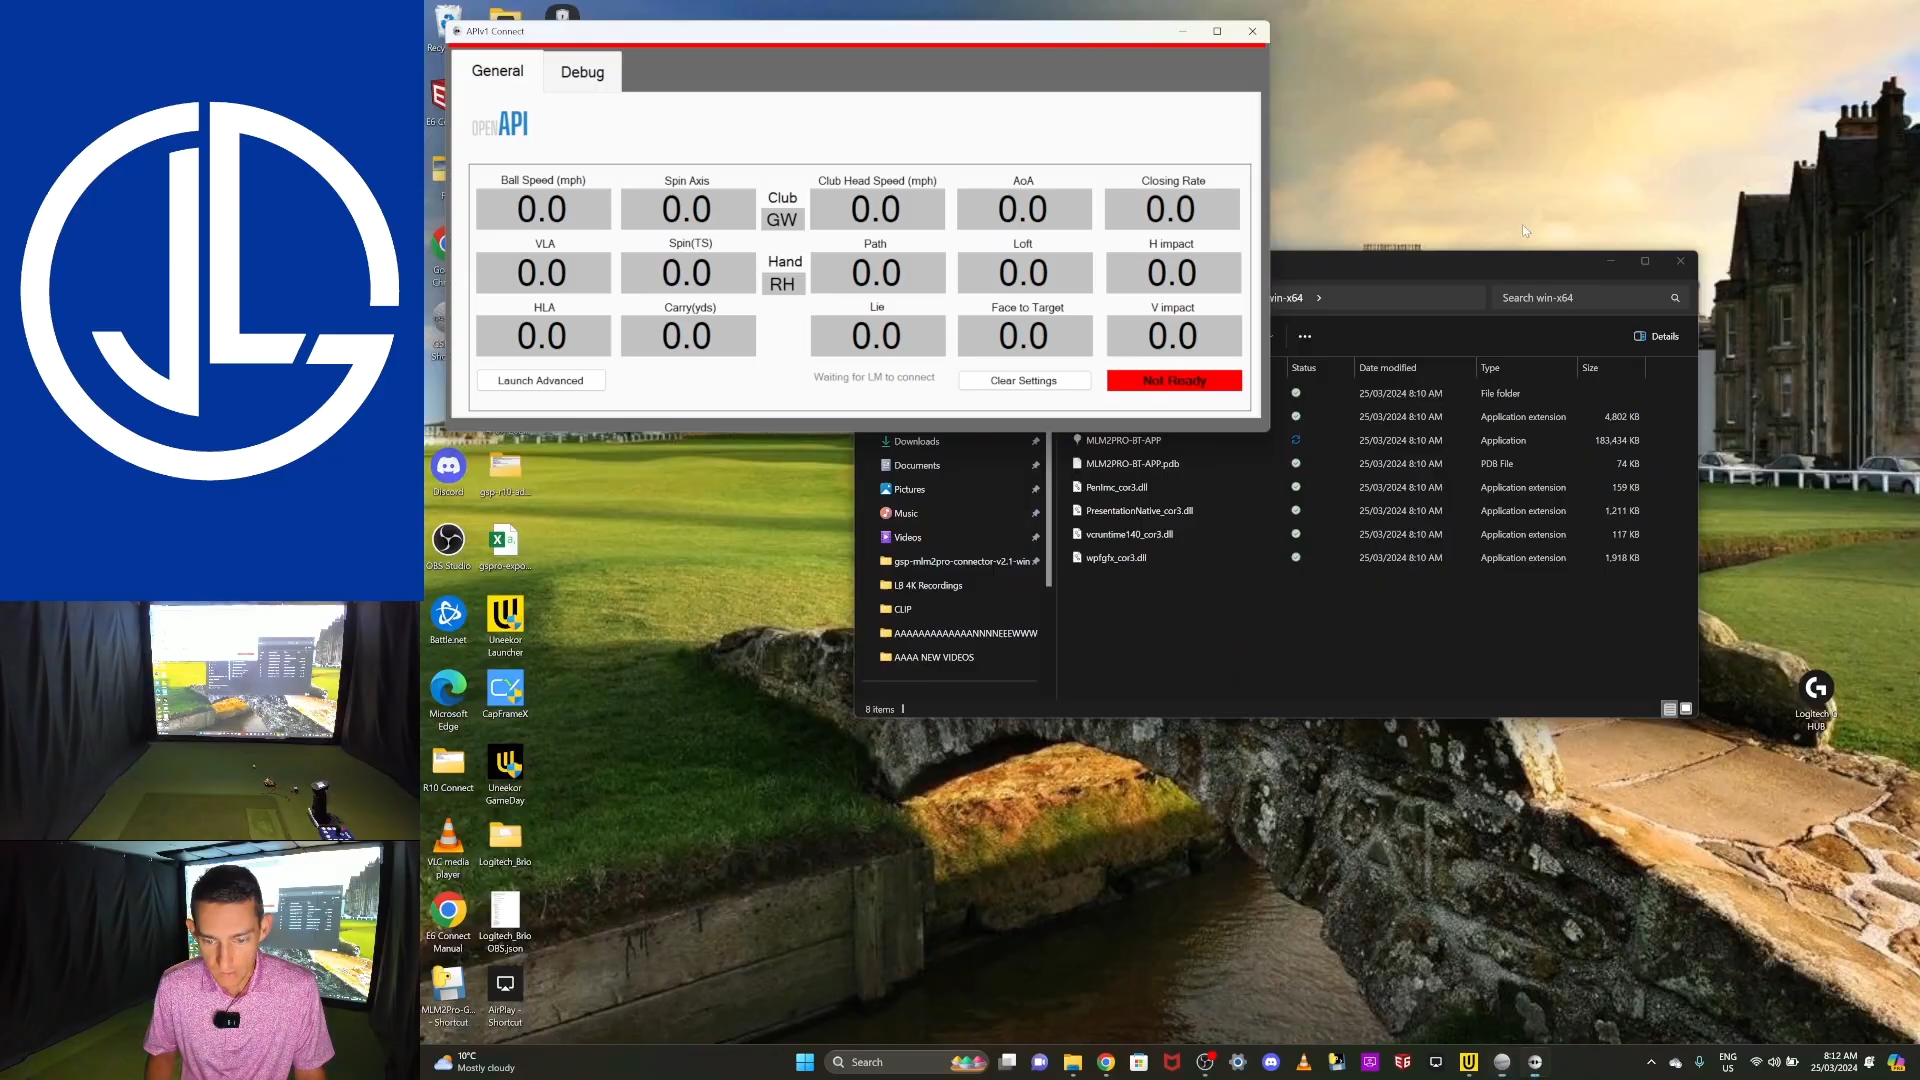 APIv1 Connect
General
Debug
OPENAPI
Ball Speed (mph)
Spin Axis
Club Head Speed (mph)
AoA
Closing Rate
0.0
0.0
Club
GW
0.0
0.0
0.0
VLA
Spin(TS)
Path
Loft
H impact
0.0
0.0
Hand
RH
0.0
0.0
0.0
HLA
Carry(yds)
Lie
Face to Target
V impact
0.0
0.0
0.0
0.0
0.0
Launch Advanced
Waiting for LM to connect
Clear Settings
Not Ready
win-x64
Search win-x64
Details
Status
Date modified
Type
Size
25/03/2024 8:10 AM
File folder
25/03/2024 8:10 AM
Application extension
4,802 KB
MLM2PRO-BT-APP
25/03/2024 8:10 AM
Application
183,434 KB
MLM2PRO-BT-APP.pdb
25/03/2024 8:10 AM
PDB File
74 KB
PenImc_cor3.dll
25/03/2024 8:10 AM
Application extension
159 KB
PresentationNative_cor3.dll
25/03/2024 8:10 AM
Application extension
1,211 KB
vcruntime140_cor3.dll
25/03/2024 8:10 AM
Application extension
117 KB
wpfgfx_cor3.dll
25/03/2024 8:10 AM
Application extension
1,918 KB
Downloads
Documents
Pictures
Music
Videos
gsp-mlm2pro-connector-v2.1-win
LB 4K Recordings
CLIP
AAAAAAAAAAAAANNNNEEEWWW
AAAA NEW VIDEOS
8 items
Discord
gsp-r10-ad...
OBS Studio
gspro-expo...
Battle.net
Uneekor
Launcher
Microsoft
Edge
CapFrameX
R10 Connect
Uneekor
GameDay
VLC media
player
Logitech_Brio
E6 Connect
Manual
Logitech_Brio
OBS.json
MLM2Pro-G...
- Shortcut
AirPlay -
Shortcut
Logitech G
HUB
10°C
Mostly cloudy
Search
ENG
US
8:12 AM
25/03/2024